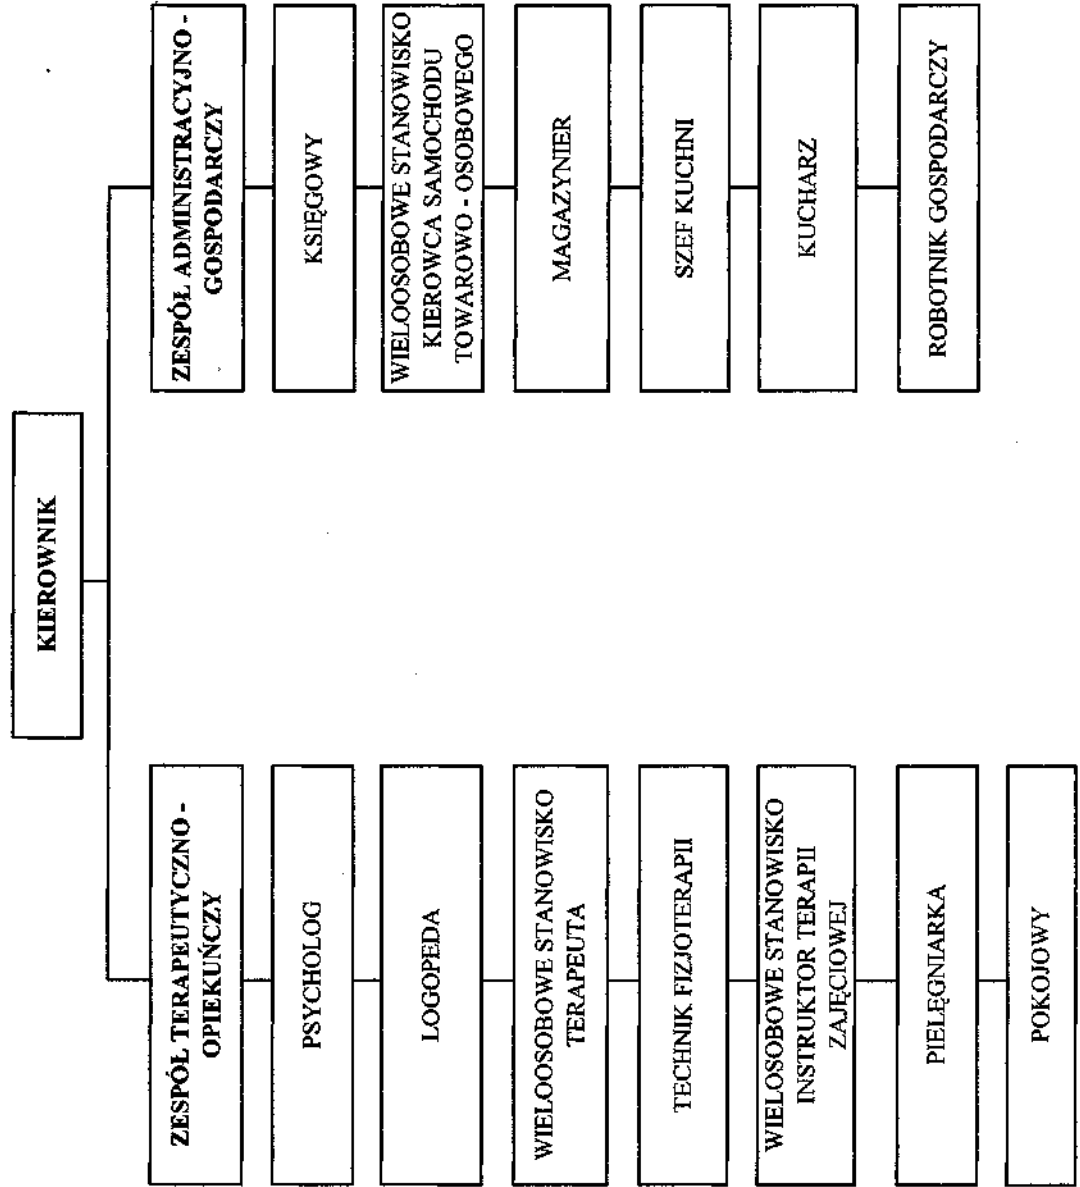 KIEROWNIK
ZESPÓŁ TERAPEUTYCZNO -
OPIEKUŃCZY
PSYCHOLOG
LOGOPEDA
WIELOOSOBOWE STANOWISKO
TERAPEUTA
TECHNIK FIZJOTERAPII
WIELOSOBOWE STANOWISKO
INSTRUKTOR TERAPII
ZAJĘCIOWEJ
PIELĘGNIARKA
POKOJOWY
ZESPÓŁ ADMINISTRACYJNO -
GOSPODARCZY
KSIĘGOWY
WIELOOSOBOWE STANOWISKO
KIEROWCA SAMOCHODU
TOWAROWO - OSOBOWEGO
MAGAZYNIER
SZEF KUCHNI
KUCHARZ
ROBOTNIK GOSPODARCZY